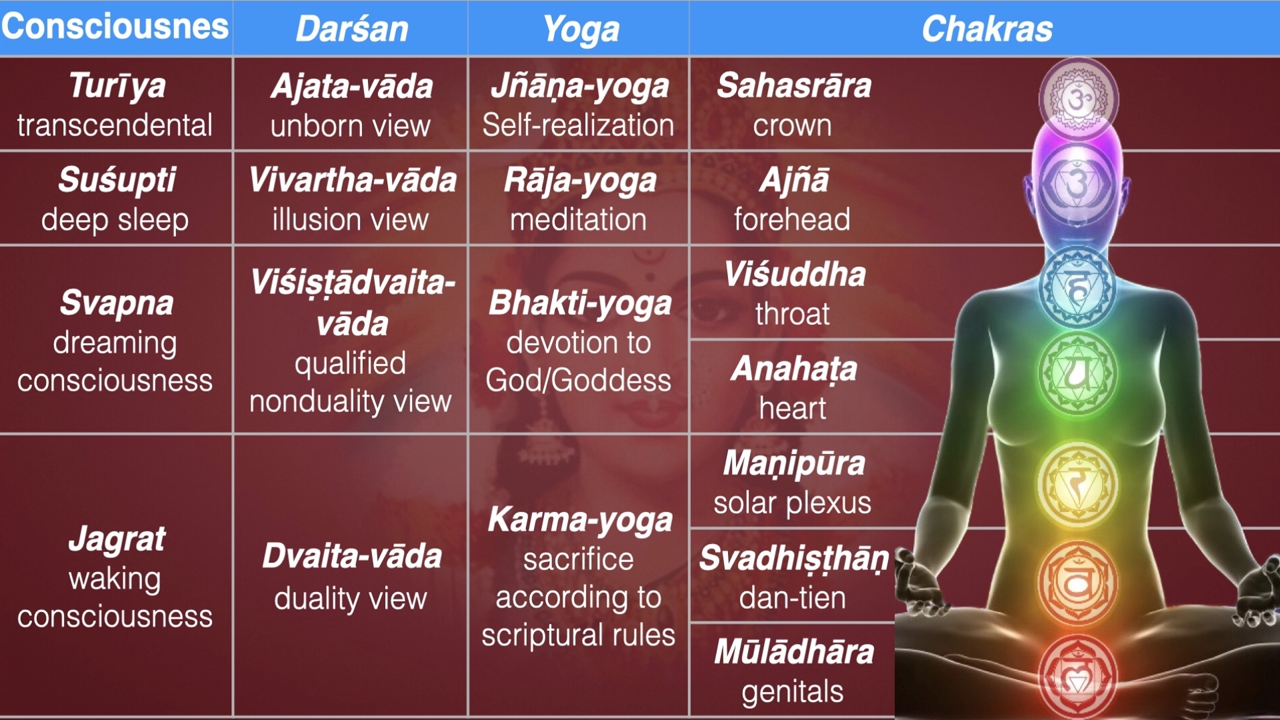 Consciousnes Darśan Yoga Chakras
Turīya
transcendental
Ajata-vāda
unborn view
Jñāṇa-yoga
Self-realization
Sahasrāra
crown
Suśupti
deep sleep
Vivartha-vāda
illusion view
Rāja-yoga
meditation
Ajñā
forehead
Svapna
dreaming
consciousness
Viśiṣṭādvaita-
vāda
qualified
nonduality view
Bhakti-yoga
devotion to
God/Goddess
Viśuddha
throat
Anahaṭa
heart
Jagrat
waking
consciousness
Dvaita-vāda
duality view
Karma-yoga
sacrifice
according to
scriptural rules
Maṇipūra
solar plexus
Svadhiṣṭhāṇ
dan-tien
Mūlādhāra
genitals
ॐ
ॐ
हं
यं
रं
वं
लं